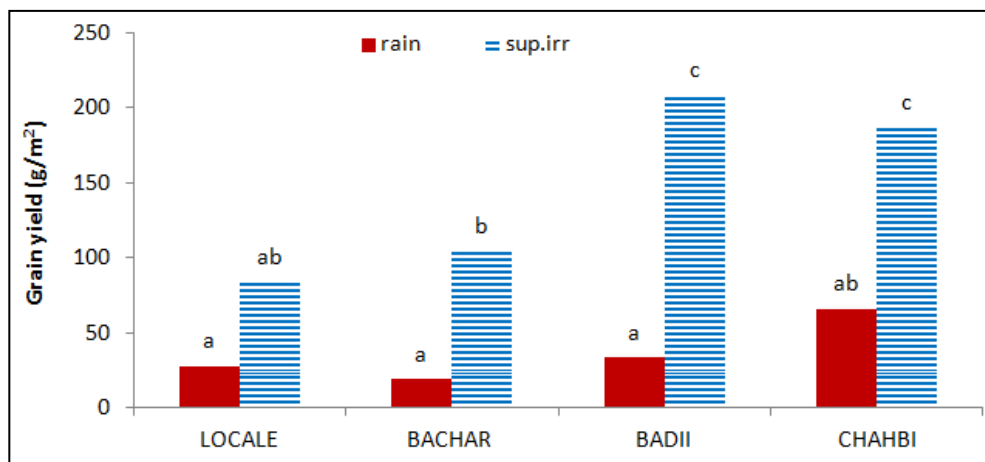 250
200
150
100
50
0
Grain yield (g/m²)
rain sup.irr
a ab
a b
a c
ab c
LOCALE BACHAR BADII CHAHBI